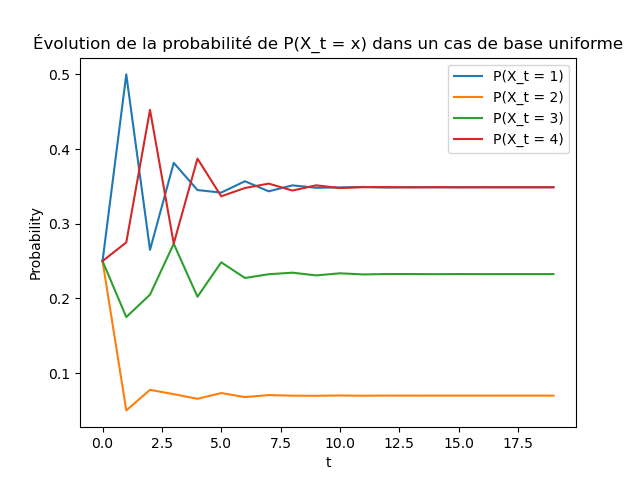 Évolution de la probabilité de P(X_t = x) dans un cas de base uniforme
P(X_t = 1)
P(X_t = 2)
P(X_t = 3)
P(X_t = 4)
Probability
0.5
0.4
0.3
0.2
0.1
0.0 2.5 5.0 7.5 10.0 12.5 15.0 17.5
t